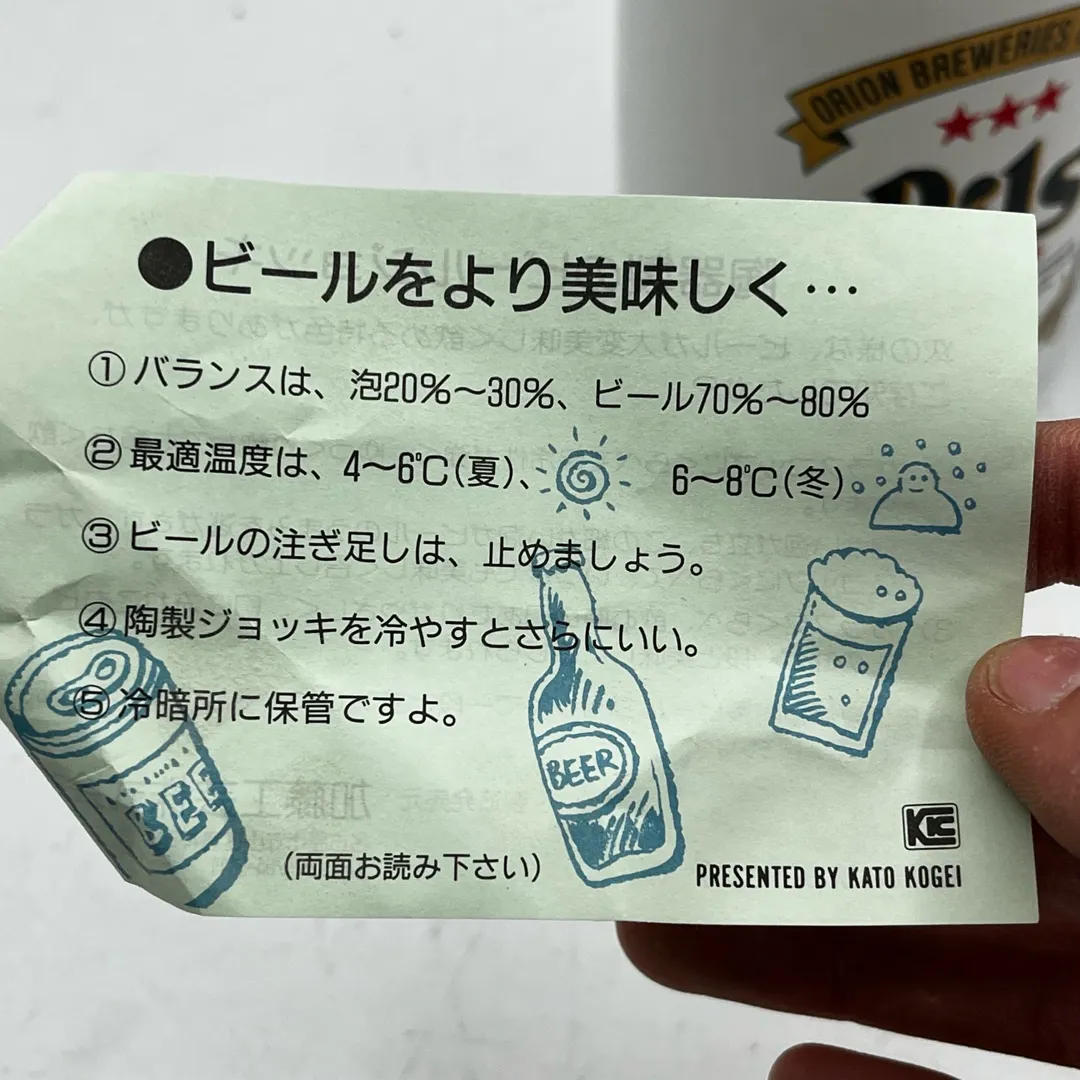 ORION BREWERIES
●ビールをより美味しく…
①バランスは、泡20%〜30%、ビール70%〜80%
②最適温度は、4〜6℃(夏)、 6〜8℃(冬)
③ビールの注ぎ足しは、止めましょう。
④陶製ジョッキを冷やすとさらにいい。
⑤冷暗所に保管ですよ。
BEER
(両面お読み下さい)
PRESENTED BY KATO KOGEI